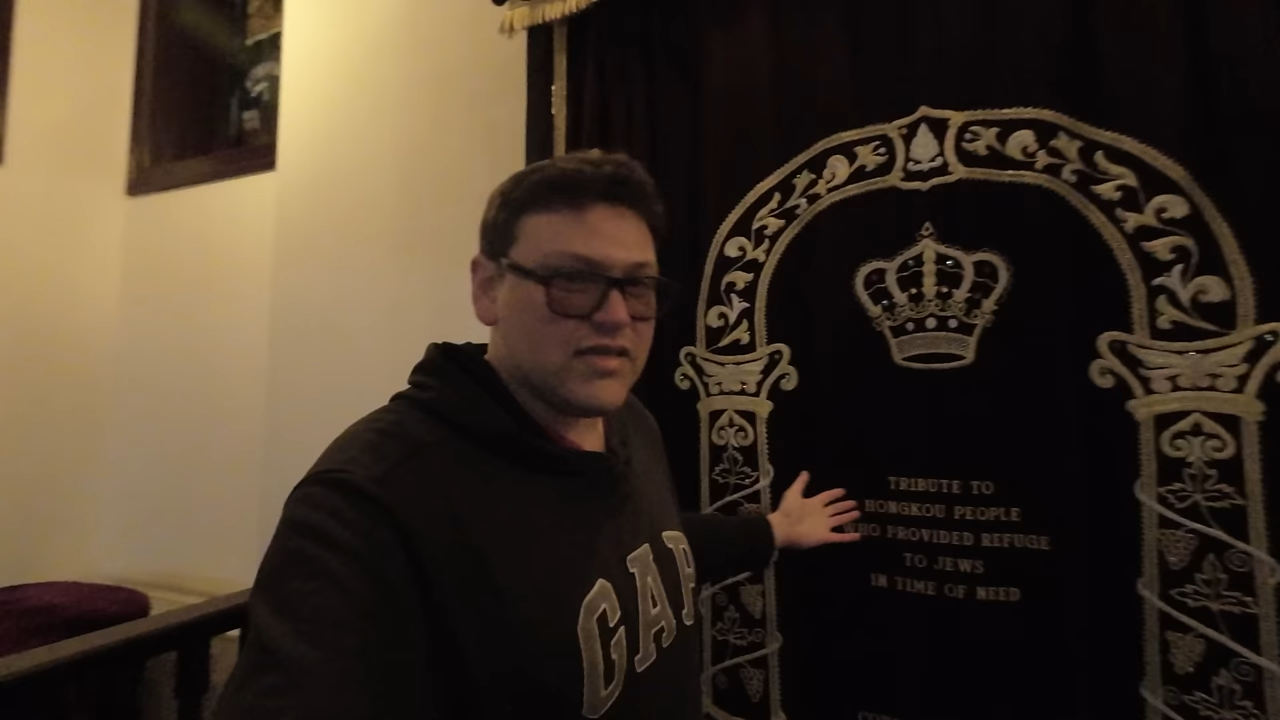 TRIBUTE TO
HONGKOU PEOPLE
WHO PROVIDED REFUGE
TO JEWS
IN TIME OF NEED
GAP